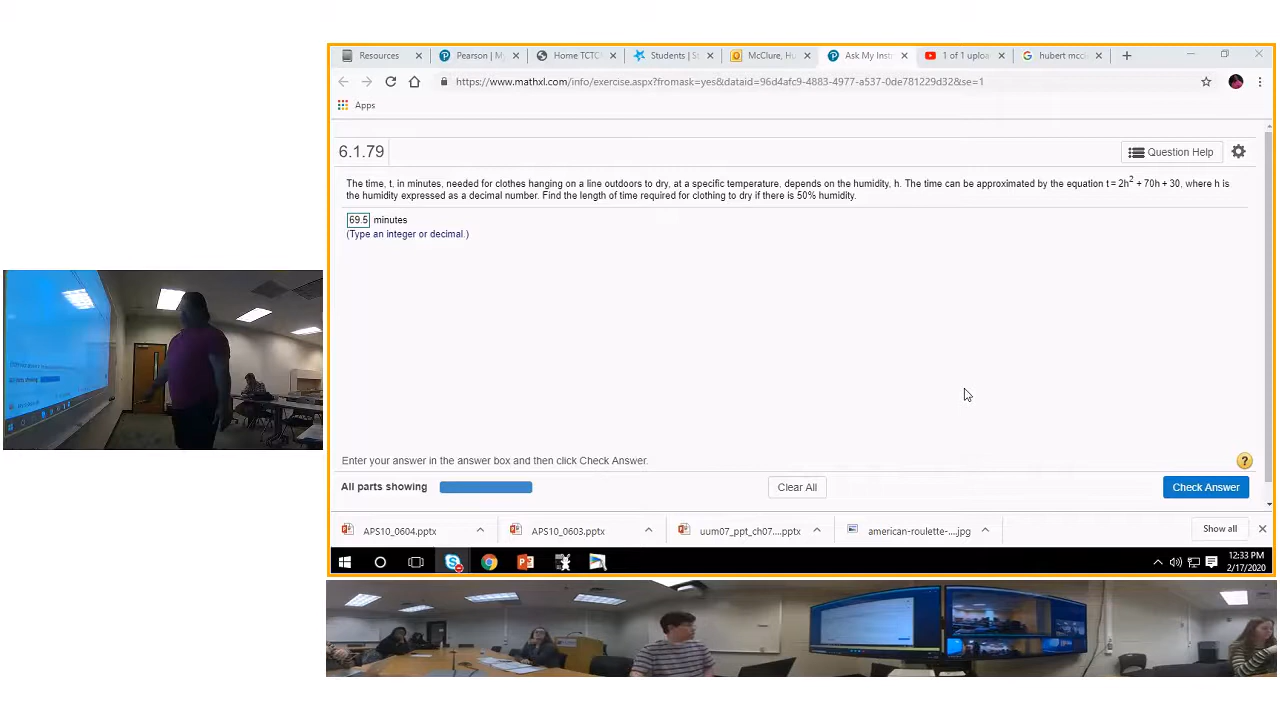 Resources
Pearson | My
Home TCTC
Students | St
McClure, Hu
Ask My Instr
1 of 1 uploa
hubert mccl
https://www.mathxl.com/info/exercise.aspx?fromask=yes&dataid=96d4afc9-4883-4977-a537-0de781229d32&se=1
Apps
6.1.79
Question Help
The time, t, in minutes, needed for clothes hanging on a line outdoors to dry, at a specific temperature, depends on the humidity, h. The time can be approximated by the equation t = 2h² + 70h + 30, where h is
the humidity expressed as a decimal number. Find the length of time required for clothing to dry if there is 50% humidity.
69.5 minutes
(Type an integer or decimal.)
Enter your answer in the answer box and then click Check Answer.
?
All parts showing
Clear All
Check Answer
APS10_0604.pptx
APS10_0603.pptx
uum07_ppt_ch07....pptx
american-roulette-....jpg
Show all
12:33 PM
2/17/2020